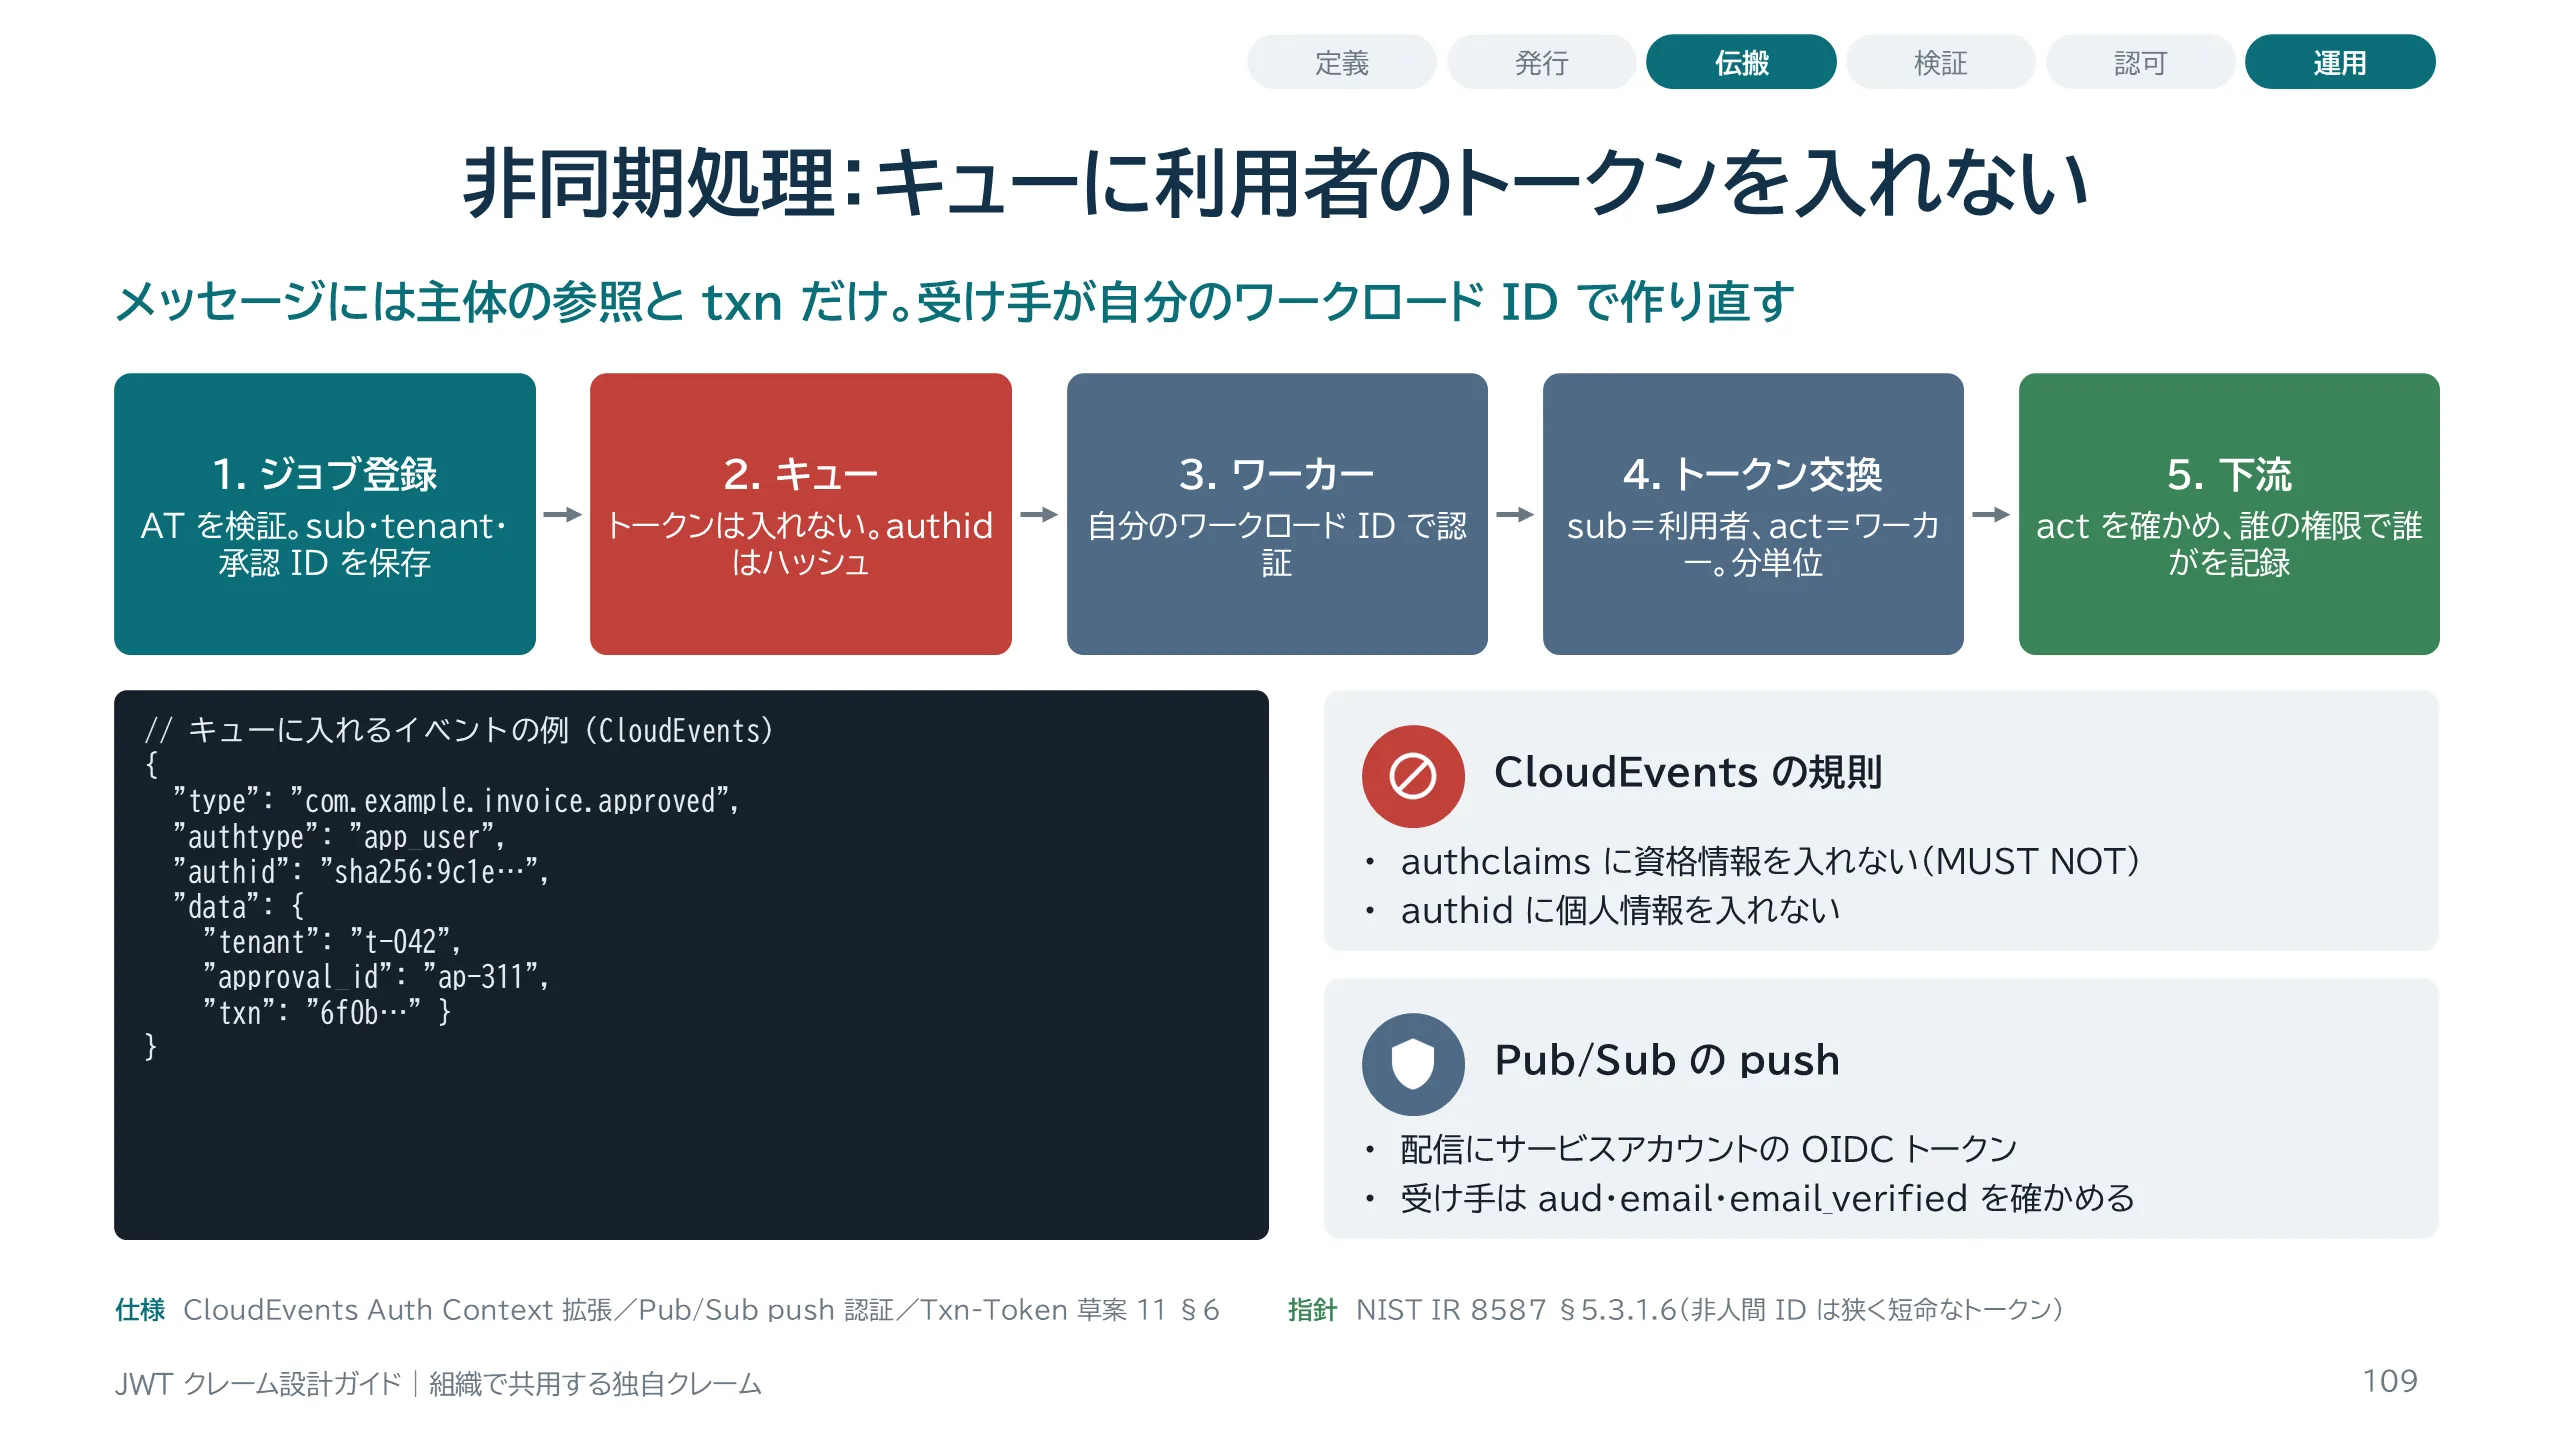 定義 発行 伝搬 検証 認可 運用
非同期処理：キューに利用者のトークンを入れない
メッセージには主体の参照と txn だけ。受け手が自分のワークロード ID で作り直す
1. ジョブ登録
AT を検証。sub・tenant・
承認 ID を保存
2. キュー
トークンは入れない。authid
はハッシュ
3. ワーカー
自分のワークロード ID で認
証
4. トークン交換
sub＝利用者、act＝ワーカ
ー。分単位
5. 下流
act を確かめ、誰の権限で誰
がを記録
// キューに入れるイベントの例（CloudEvents）
{
  "type": "com.example.invoice.approved",
  "authtype": "app_user",
  "authid": "sha256:9c1e…",
  "data": {
    "tenant": "t-042",
    "approval_id": "ap-311",
    "txn": "6f0b…" }
}
CloudEvents の規則
• authclaims に資格情報を入れない（MUST NOT）
• authid に個人情報を入れない
Pub/Sub の push
• 配信にサービスアカウントの OIDC トークン
• 受け手は aud・email・email_verified を確かめる
仕様 CloudEvents Auth Context 拡張／Pub/Sub push 認証／Txn-Token 草案 11 §6 指針 NIST IR 8587 §5.3.1.6（非人間 ID は狭く短命なトークン）
JWT クレーム設計ガイド｜組織で共用する独自クレーム
109